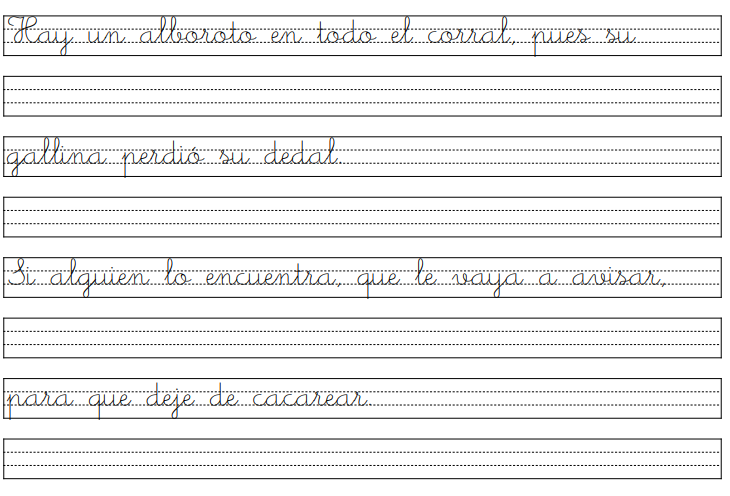 Hay un alboroto en todo el corral, pues su
gallina perdió su dedal.
Si alguien lo encuentra, que le vaya a avisar,
para que deje de cacarear.